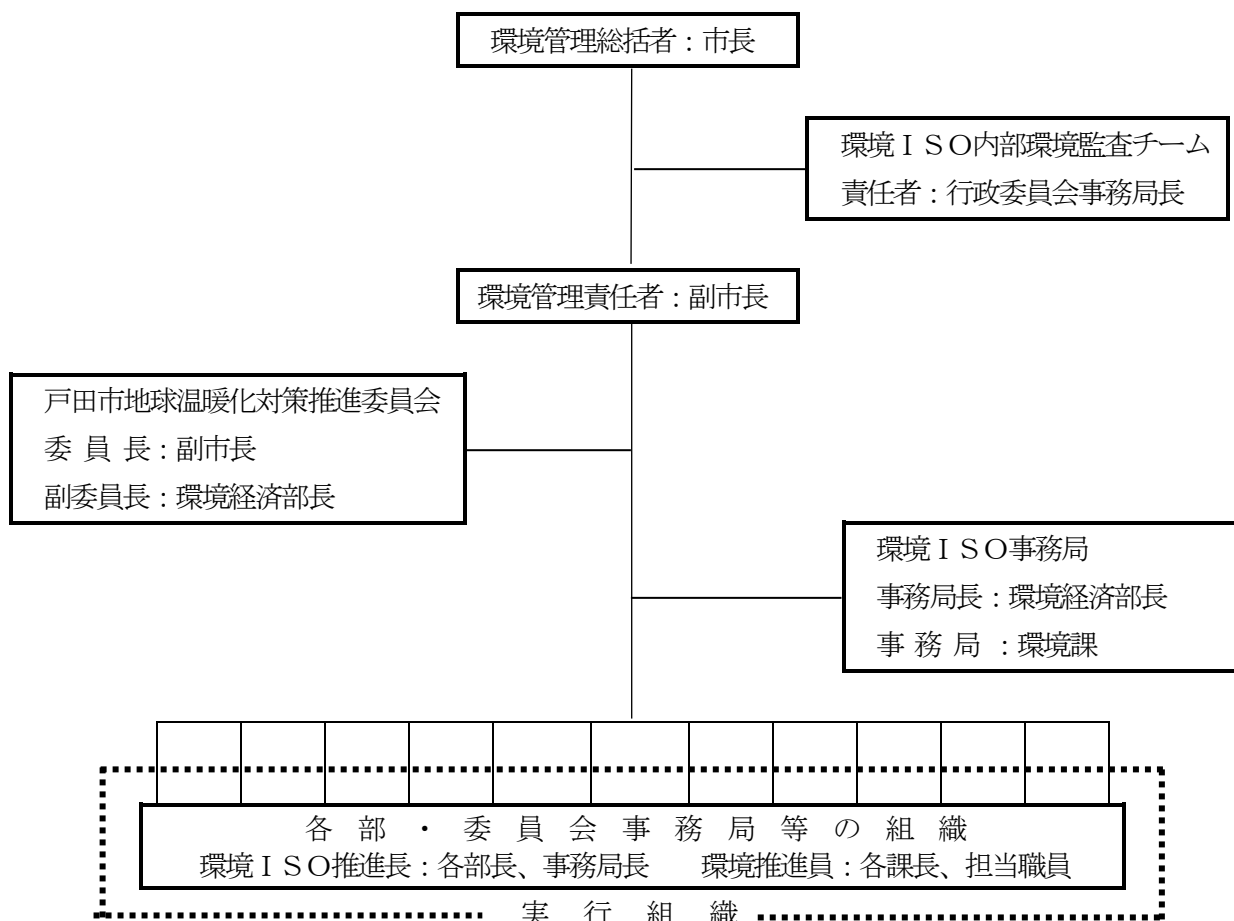 環境管理総括者：市長
環境ＩＳＯ内部環境監査チーム
責任者：行政委員会事務局長
環境管理責任者：副市長
戸田市地球温暖化対策推進委員会
委 員 長：副市長
副委員長：環境経済部長
環境ＩＳＯ事務局
事務局長：環境経済部長
事 務 局 ：環境課
各 部 ・ 委 員 会 事 務 局 等 の 組 織
環境ＩＳＯ推進長：各部長、事務局長　　環境推進員：各課長、担当職員
実 行 組 織